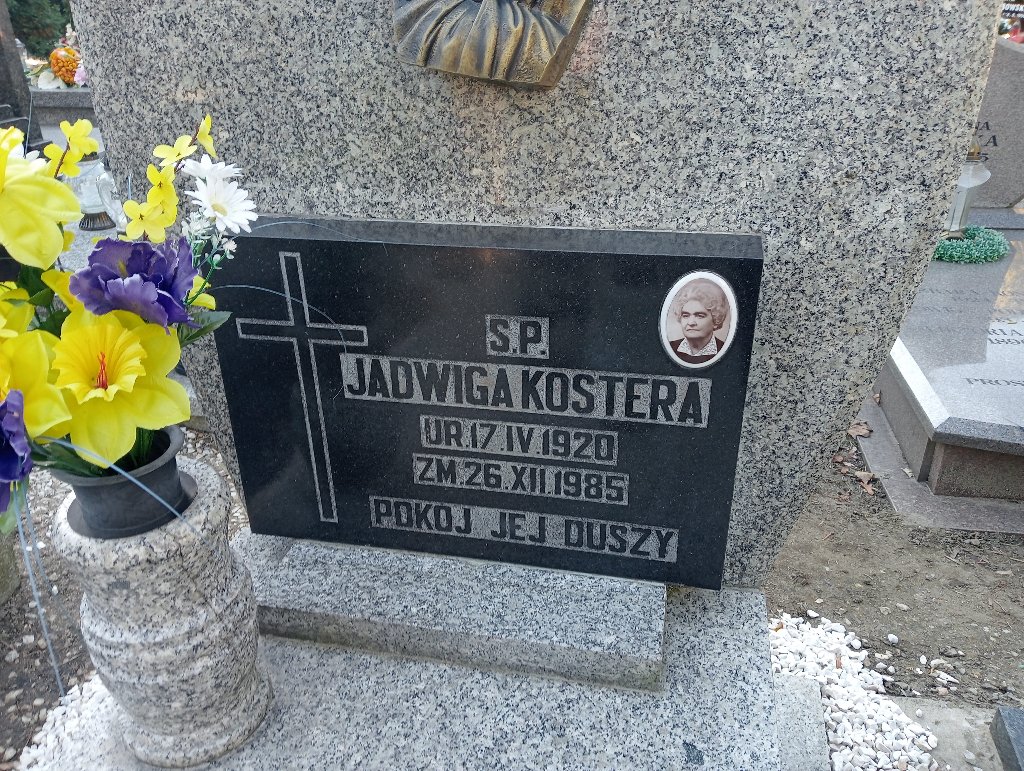 S.P.
JADWIGA KOSTERA
UR.17.IV.1920
ZM 26.XII.1985
POKOJ JEJ DUSZY